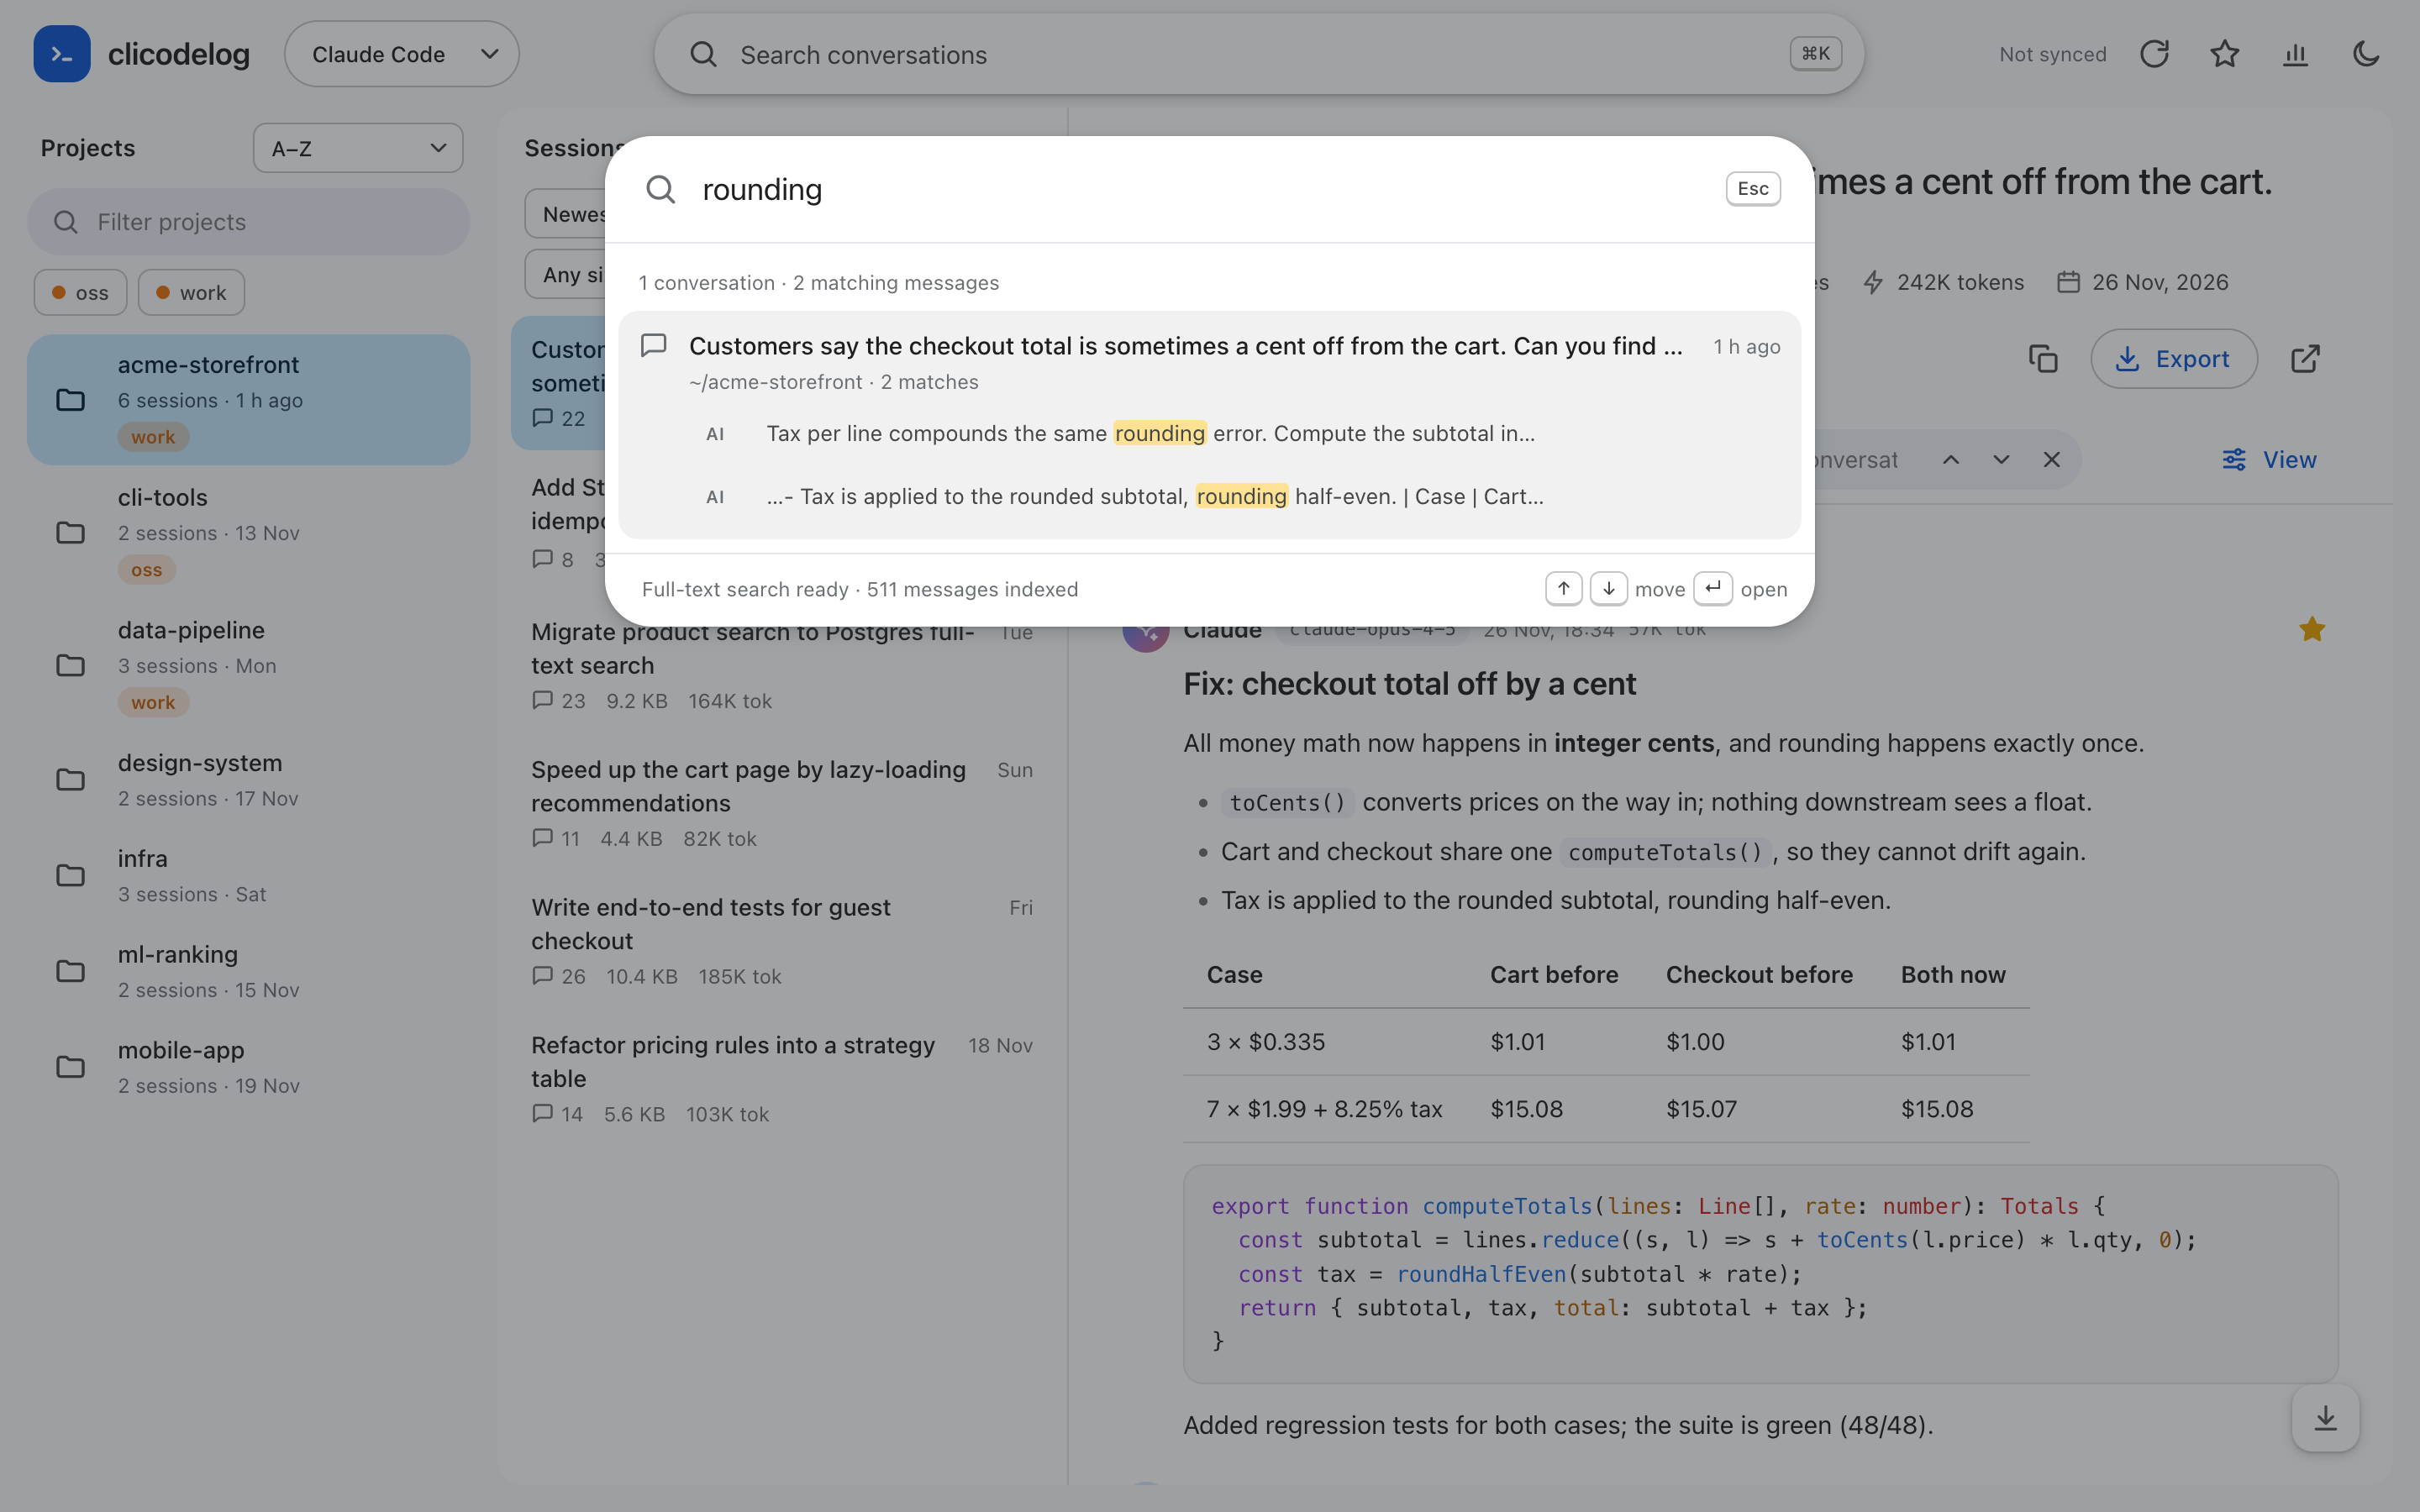 clicodelog
Claude Code
Search conversations
⌘K
Not synced
Projects
A–Z
Filter projects
oss
work
acme-storefront
6 sessions · 1 h ago
work
cli-tools
2 sessions · 13 Nov
oss
data-pipeline
3 sessions · Mon
work
design-system
2 sessions · 17 Nov
infra
3 sessions · Sat
ml-ranking
2 sessions · 15 Nov
mobile-app
2 sessions · 19 Nov
Sessions
22
8
Migrate product search to Postgres full-
text search
Tue
23 9.2 KB 164K tok
Speed up the cart page by lazy-loading
recommendations
Sun
11 4.4 KB 82K tok
Write end-to-end tests for guest
checkout
Fri
26 10.4 KB 185K tok
Refactor pricing rules into a strategy
table
18 Nov
14 5.6 KB 103K tok
rounding
Esc
1 conversation · 2 matching messages
Customers say the checkout total is sometimes a cent off from the cart. Can you find ...
1 h ago
~/acme-storefront · 2 matches
AI Tax per line compounds the same rounding error. Compute the subtotal in...
AI ...- Tax is applied to the rounded subtotal, rounding half-even. | Case | Cart...
Full-text search ready · 511 messages indexed
move
open
a cent off from the cart.
242K tokens
26 Nov, 2026
Export
View
Claude claude-opus-4-5 26 Nov, 18:34 57K tok
Fix: checkout total off by a cent
All money math now happens in integer cents, and rounding happens exactly once.
• toCents() converts prices on the way in; nothing downstream sees a float.
• Cart and checkout share one computeTotals(), so they cannot drift again.
• Tax is applied to the rounded subtotal, rounding half-even.
Case Cart before Checkout before Both now
3 × $0.335 $1.01 $1.00 $1.01
7 × $1.99 + 8.25% tax $15.08 $15.07 $15.08
export function computeTotals(lines: Line[], rate: number): Totals {
const subtotal = lines.reduce((s, l) => s + toCents(l.price) * l.qty, 0);
const tax = roundHalfEven(subtotal * rate);
return { subtotal, tax, total: subtotal + tax };
}
Added regression tests for both cases; the suite is green (48/48).